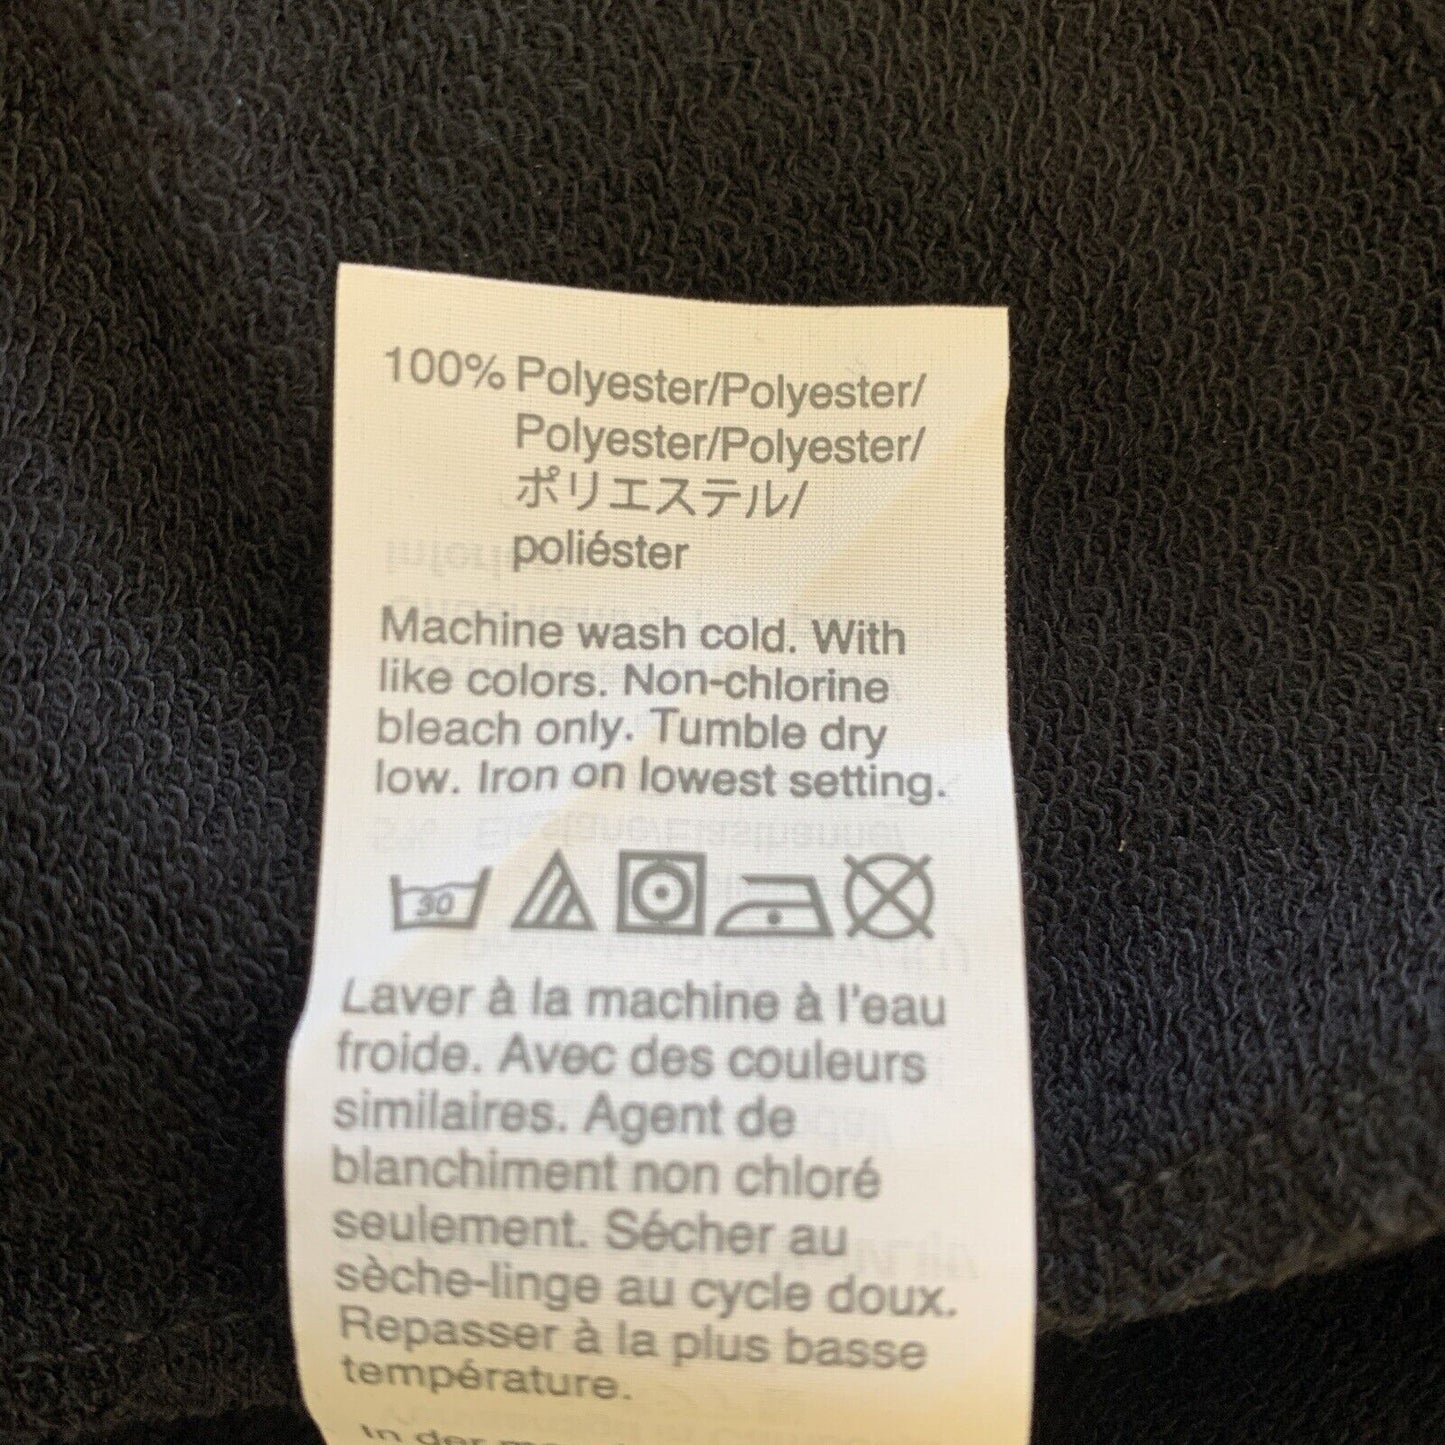 100% Polyester/Polyester/
Polyester/Polyester/
ポリエステル/
poliéster
Machine wash cold. With
like colors. Non-chlorine
bleach only. Tumble dry
low. Iron on lowest setting.
30
Laver à la machine à l'eau
froide. Avec des couleurs
similaires. Agent de
blanchiment non chloré
seulement. Sécher au
sèche-linge au cycle doux.
Repasser à la plus basse
température.
In der